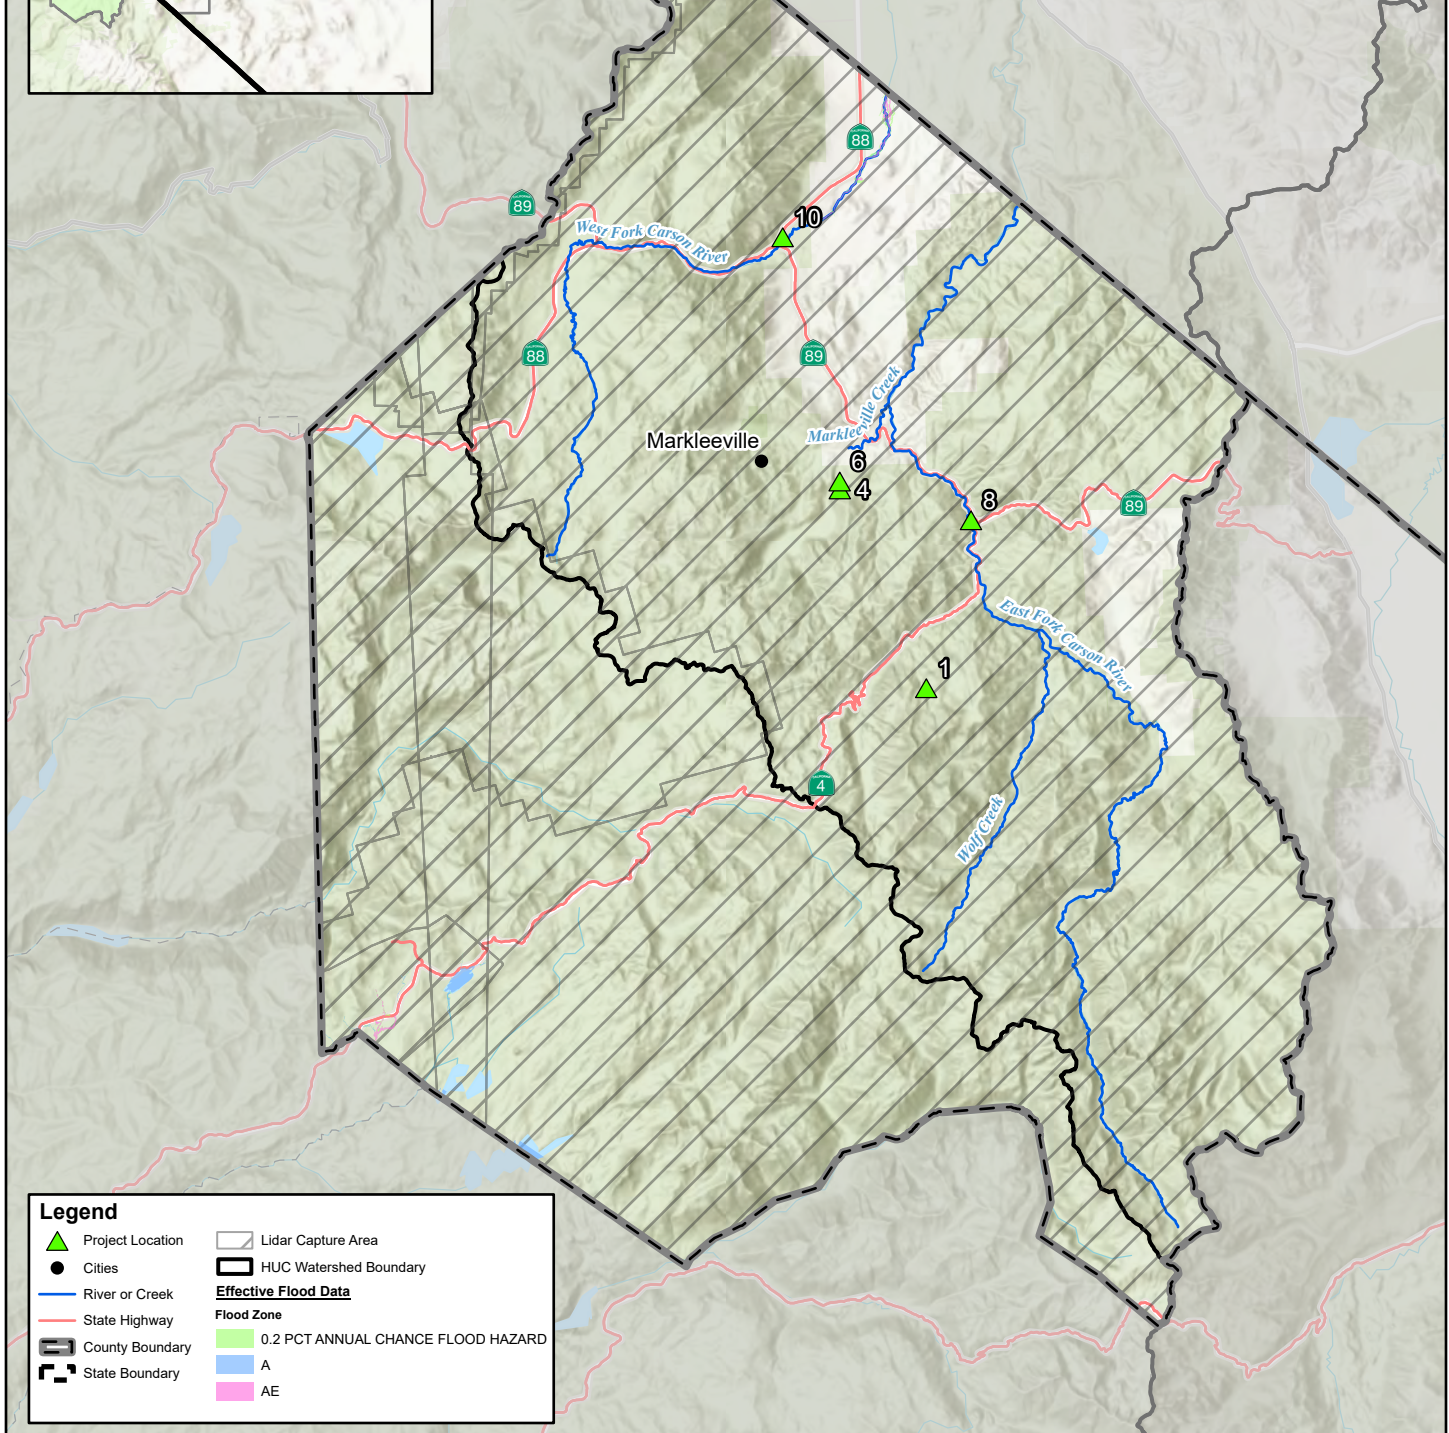 88
89
10
West Fork Carson River
88
89
Markleeville Creek
Markleeville
6
4
8
89
East Fork Carson River
1
4
Wolf Creek
Legend
Project Location
Cities
River or Creek
State Highway
County Boundary
State Boundary
Lidar Capture Area
HUC Watershed Boundary
Effective Flood Data
Flood Zone
0.2 PCT ANNUAL CHANCE FLOOD HAZARD
A
AE